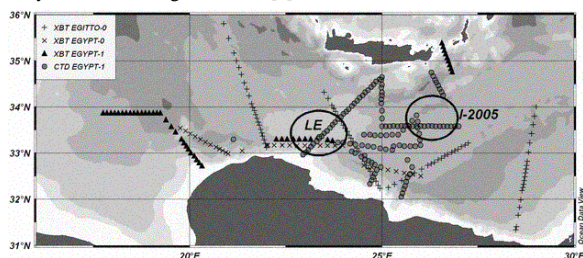 36°N
+ XBT EGITTO-0
× XBT EGYPT-0
▲ XBT EGYPT-1
● CTD EGYPT-1
35°N
34°N
I-2005
LE
33°N
32°N
31°N
20°E
25°E
30°E
Ocean Data View